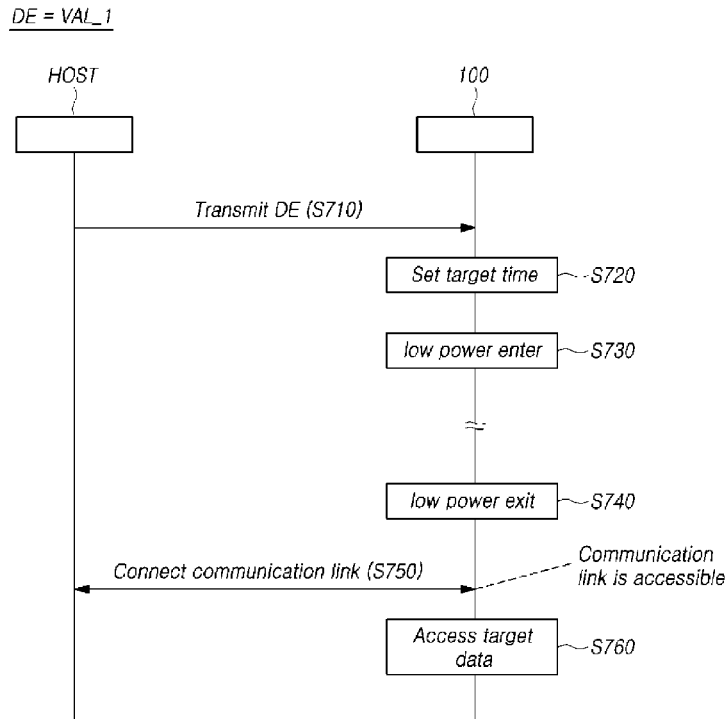 DE = VAL_1
HOST
100
Transmit DE (S710)
Set target time
S720
low power enter
S730
low power exit
S740
Connect communication link (S750)
Communication
link is accessible
Access target
data
S760